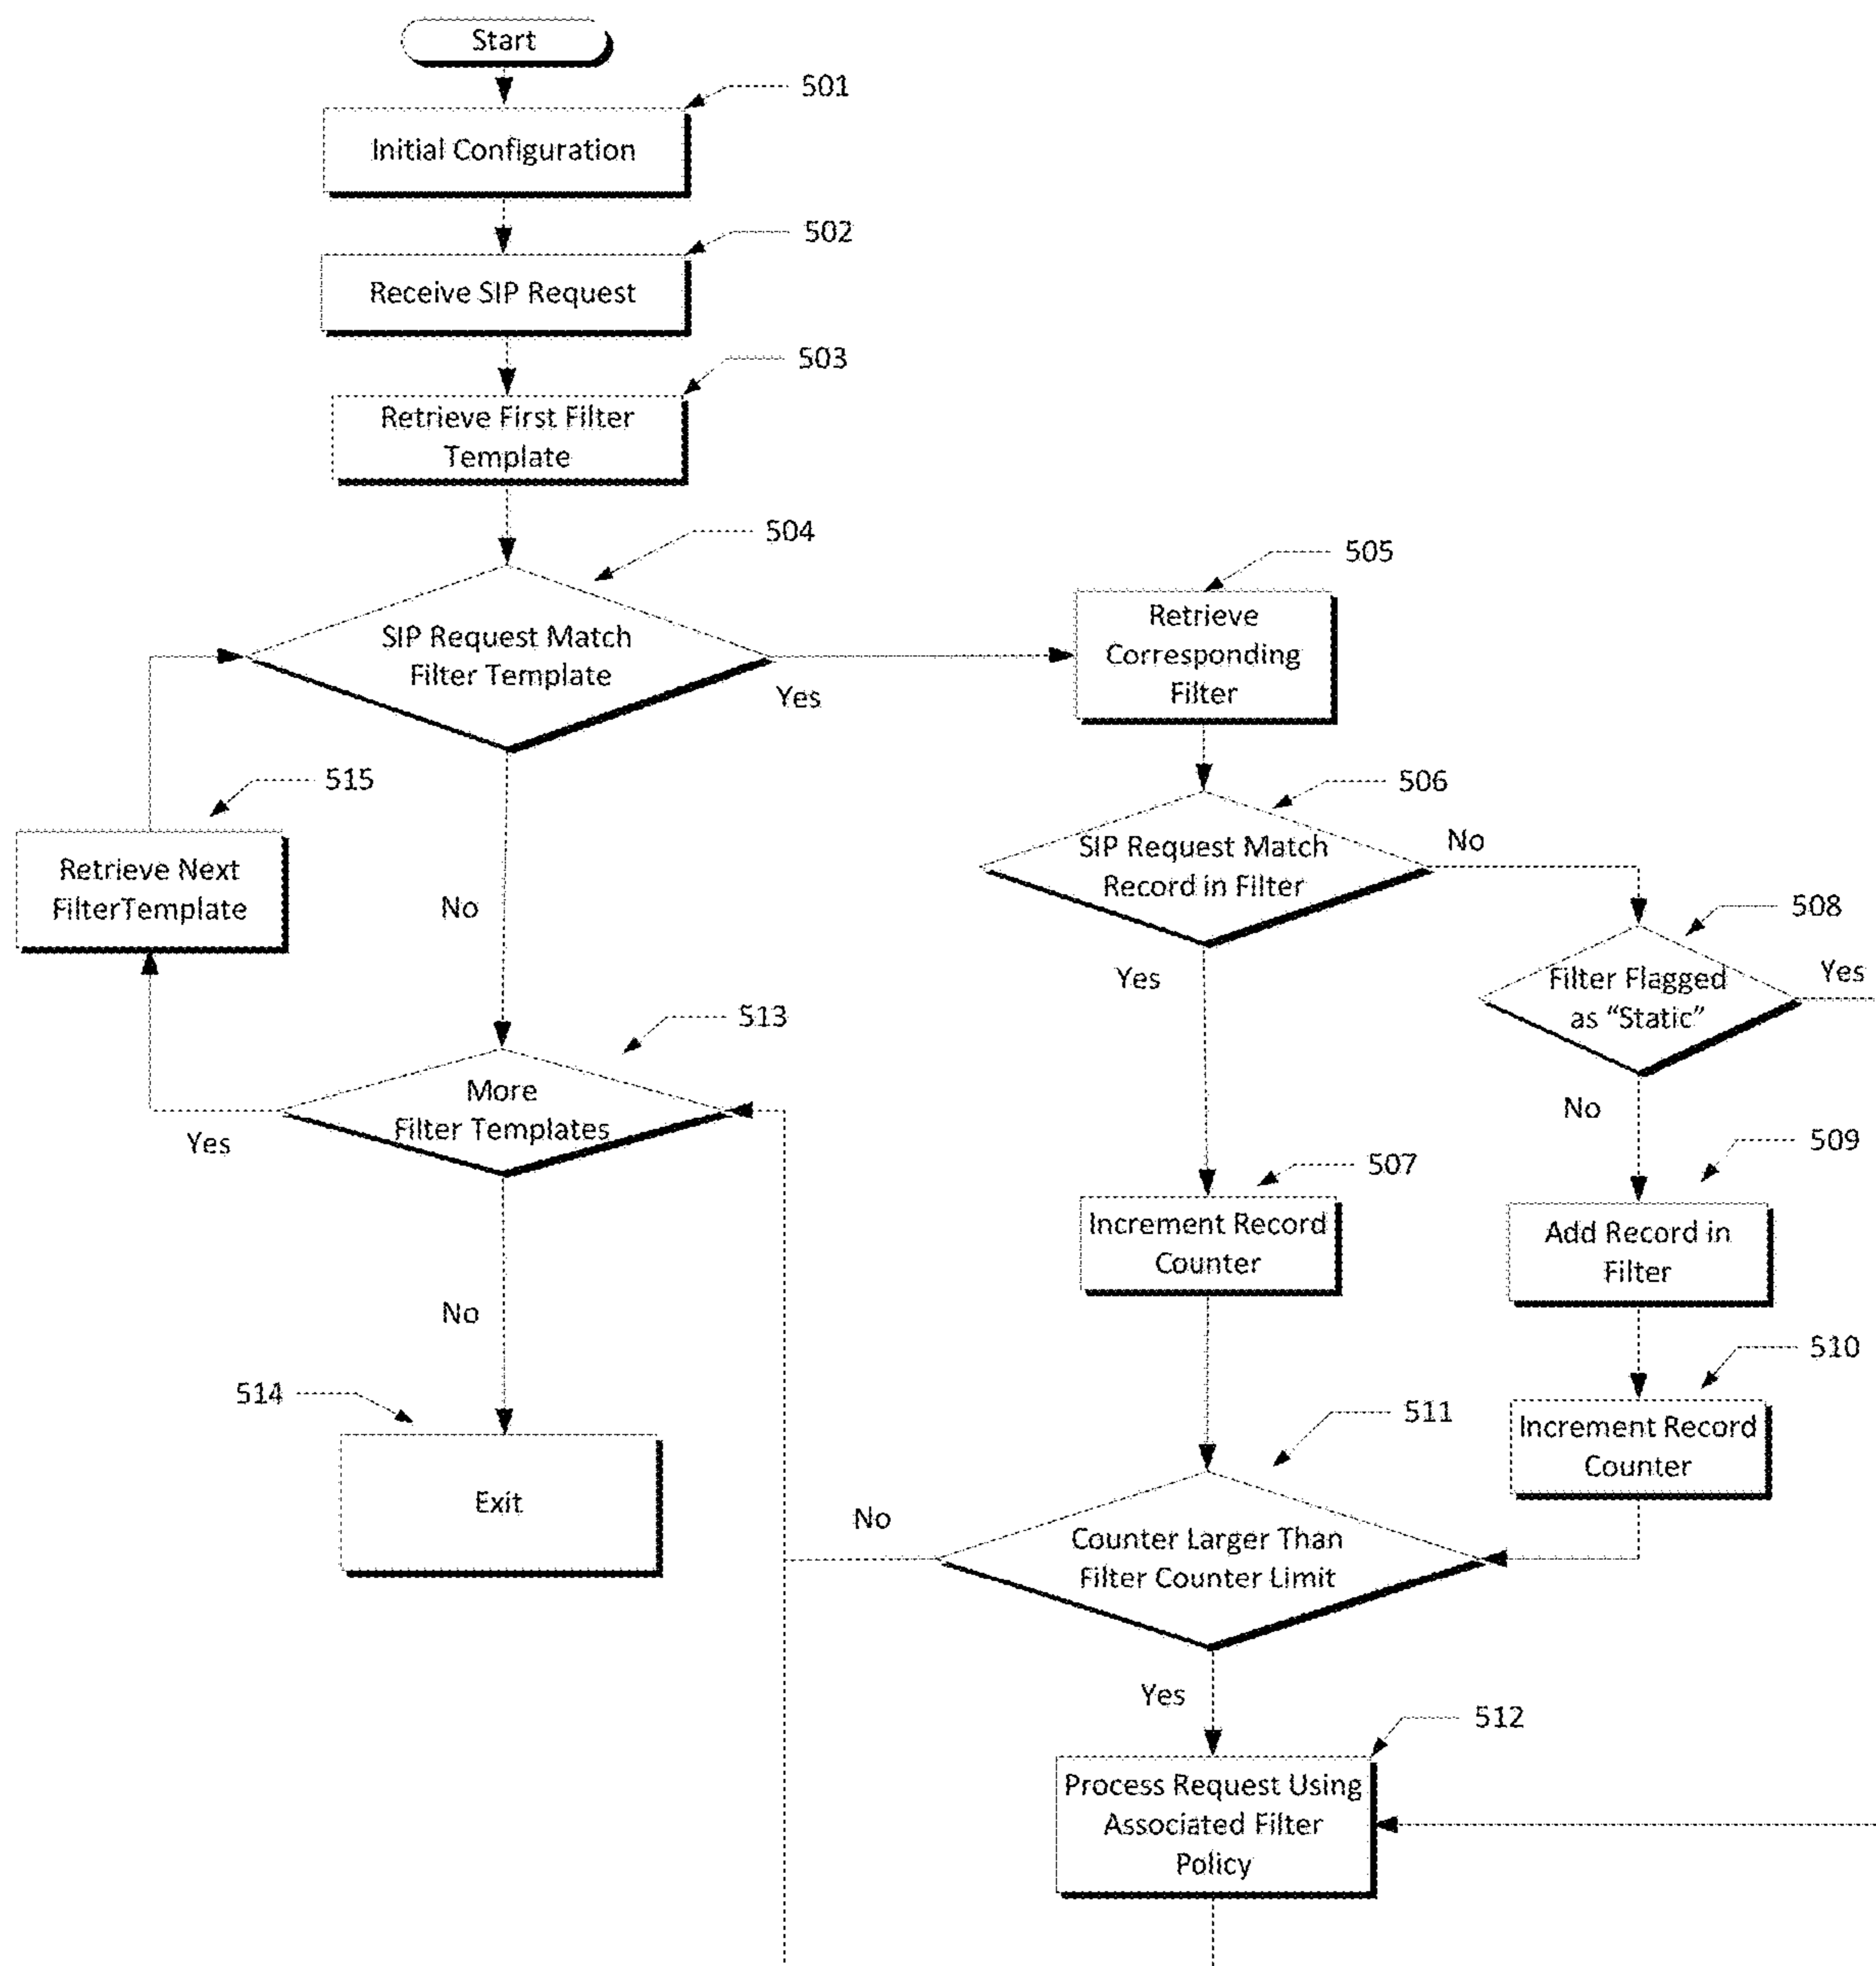 Start
501
Initial Configuration
502
Receive SIP Request
503
Retrieve First Filter
Template
504
SIP Request Match
Filter Template
Yes
No
505
Retrieve
Corresponding
Filter
506
SIP Request Match
Record in Filter
No
Yes
508
Filter Flagged
as “Static”
Yes
No
515
Retrieve Next
FilterTemplate
513
More
Filter Templates
Yes
No
507
Increment Record
Counter
509
Add Record in
Filter
510
Increment Record
Counter
514
Exit
511
Counter Larger Than
Filter Counter Limit
No
Yes
512
Process Request Using
Associated Filter
Policy